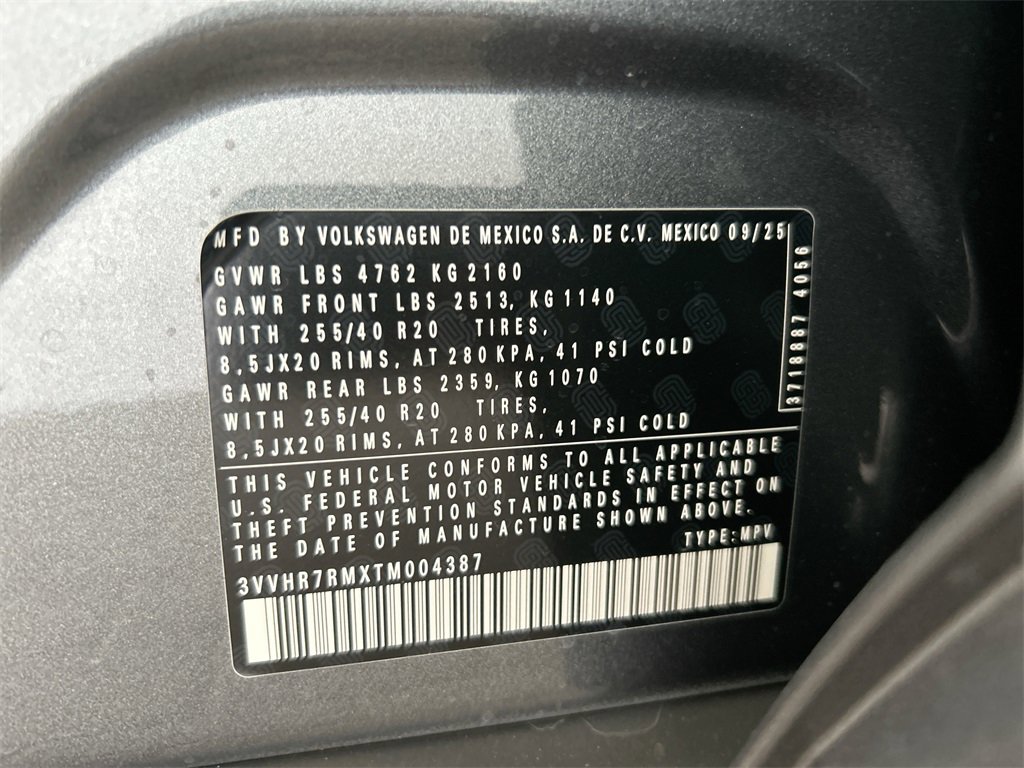 MFD BY VOLKSWAGEN DE MEXICO S.A. DE C.V. MEXICO 09/25
GVWR LBS 4762 KG 2160
GAWR FRONT LBS 2513, KG 1140
WITH 255/40 R20 TIRES,
8,5JX20 RIMS, AT 280 KPA, 41 PSI COLD
GAWR REAR LBS 2359, KG 1070
WITH 255/40 R20 TIRES,
8,5JX20 RIMS, AT 280 KPA, 41 PSI COLD
3718887 4056
THIS VEHICLE CONFORMS TO ALL APPLICABLE
U.S. FEDERAL MOTOR VEHICLE SAFETY AND
THEFT PREVENTION STANDARDS IN EFFECT ON
THE DATE OF MANUFACTURE SHOWN ABOVE.
TYPE:MPV
3VVHR7RMXTM004387